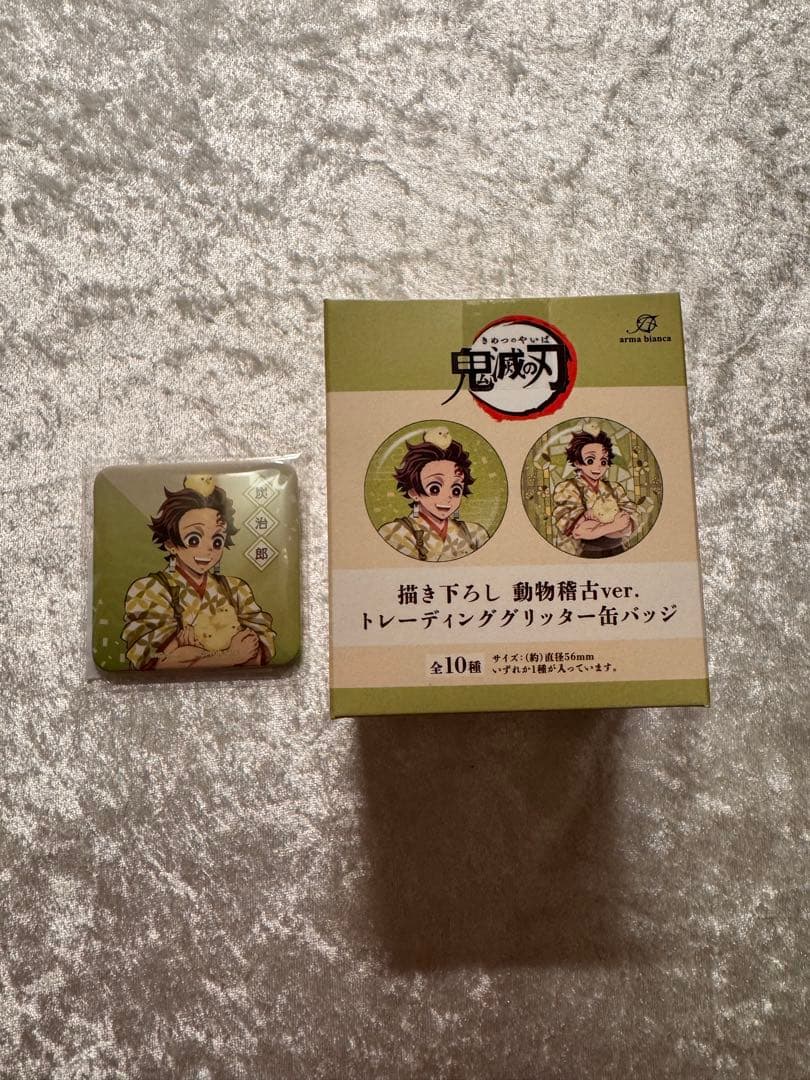 炭
治
郎
きめつのやいば
鬼滅の刃
arma bianca
描き下ろし 動物稽古ver.
トレーディンググリッター缶バッジ
全10種
サイズ:(約)直径56mm
いずれか1種が入っています。